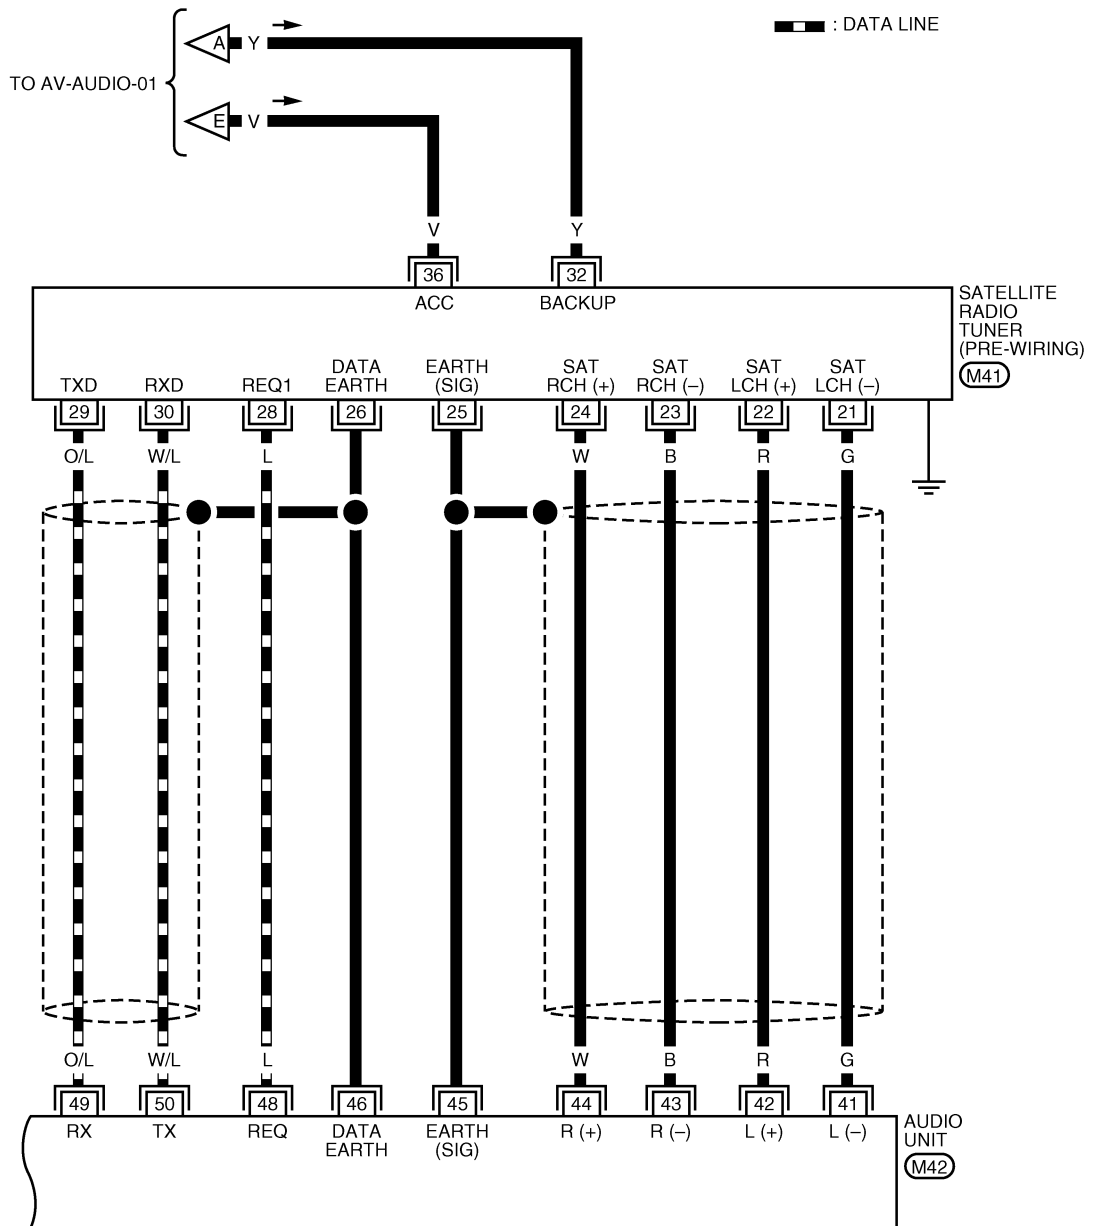 : DATA LINE
A Y
TO AV-AUDIO-01
E V
V Y
36 32
ACC BACKUP
SATELLITE
RADIO
TUNER
(PRE-WIRING)
M41
TXD RXD REQ1 DATA EARTH EARTH (SIG) SAT RCH (+) SAT RCH (–) SAT LCH (+) SAT LCH (–)
29 30 28 26 25 24 23 22 21
O/L W/L L W B R G
O/L W/L L W B R G
49 50 48 46 45 44 43 42 41
RX TX REQ DATA EARTH EARTH (SIG) R (+) R (–) L (+) L (–)
AUDIO
UNIT
M42